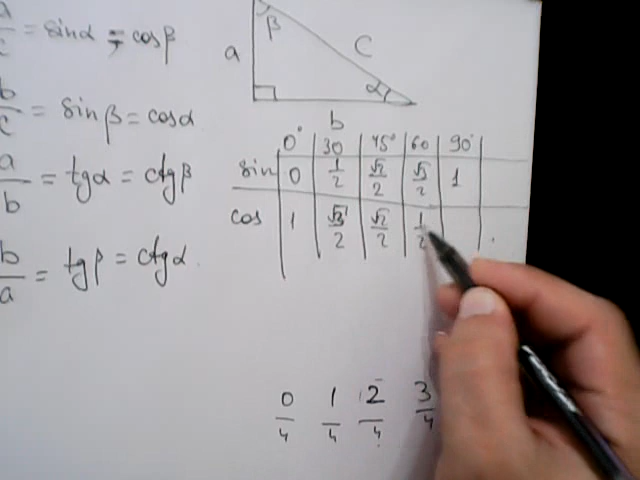 a/c = sinα = cosβ
b/c = sinβ = cosα
a/b = tgα = ctgβ
b/a = tgβ = ctgα.
β
a
C
α
b
0° 30 45° 60 90°
sin 0 1/2 √2/2 √3/2 1
cos 1 √3/2 √2/2 1/2
0/4 1/4 2/4 3/4